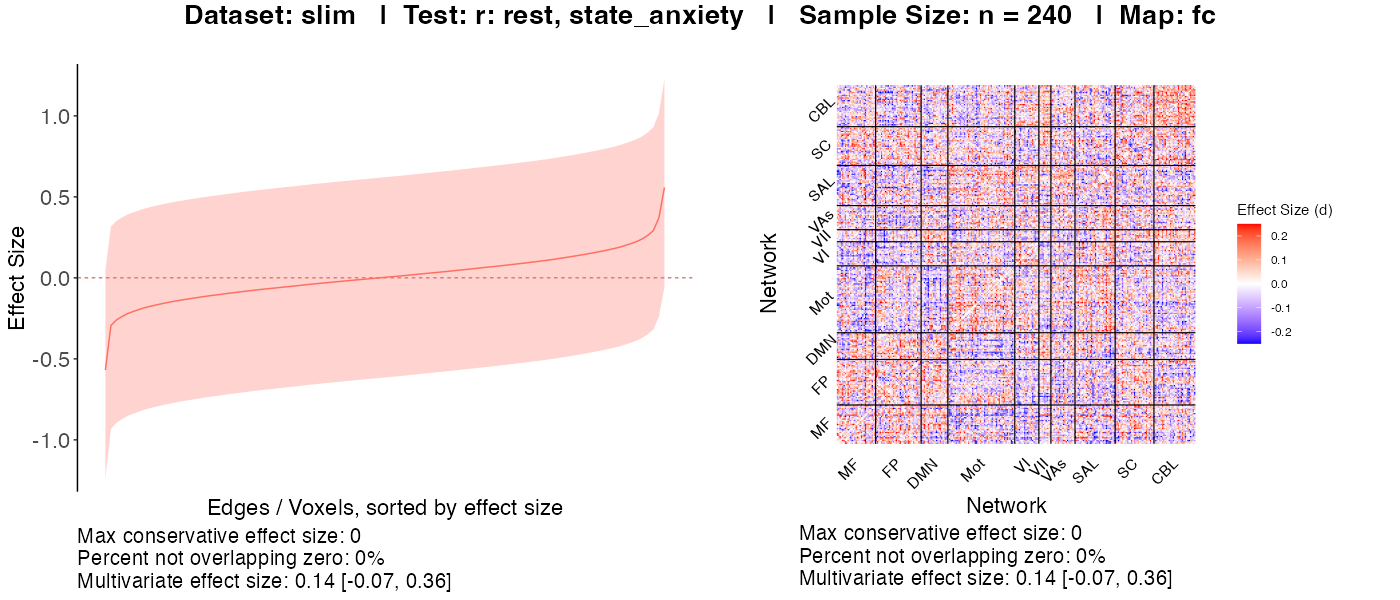 Dataset: slim | Test: r: rest, state_anxiety | Sample Size: n = 240 | Map: fc
Effect Size
1.0
0.5
0.0
-0.5
-1.0
Edges / Voxels, sorted by effect size
Max conservative effect size: 0
Percent not overlapping zero: 0%
Multivariate effect size: 0.14 [-0.07, 0.36]
Network
CBL
SC
SAL
VAs
VII
VI
Mot
DMN
FP
MF
MF
FP
DMN
Mot
VI
VII
VAs
SAL
SC
CBL
Network
Max conservative effect size: 0
Percent not overlapping zero: 0%
Multivariate effect size: 0.14 [-0.07, 0.36]
Effect Size (d)
0.2
0.1
0.0
-0.1
-0.2